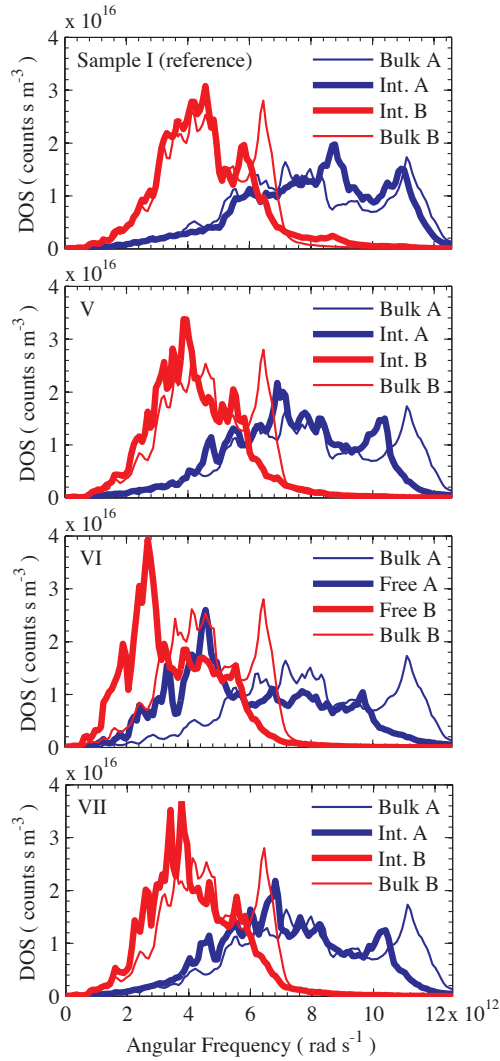 x 10^16
4
3
2
1
0
DOS ( counts s m^-3 )
Sample I (reference)
Bulk A
Int. A
Int. B
Bulk B
x 10^16
4
3
2
1
0
DOS ( counts s m^-3 )
V
Bulk A
Int. A
Int. B
Bulk B
x 10^16
4
3
2
1
0
DOS ( counts s m^-3 )
VI
Bulk A
Free A
Free B
Bulk B
x 10^16
4
3
2
1
0
DOS ( counts s m^-3 )
VII
Bulk A
Int. A
Int. B
Bulk B
0 2 4 6 8 10 12x 10^12
Angular Frequency ( rad s^-1 )